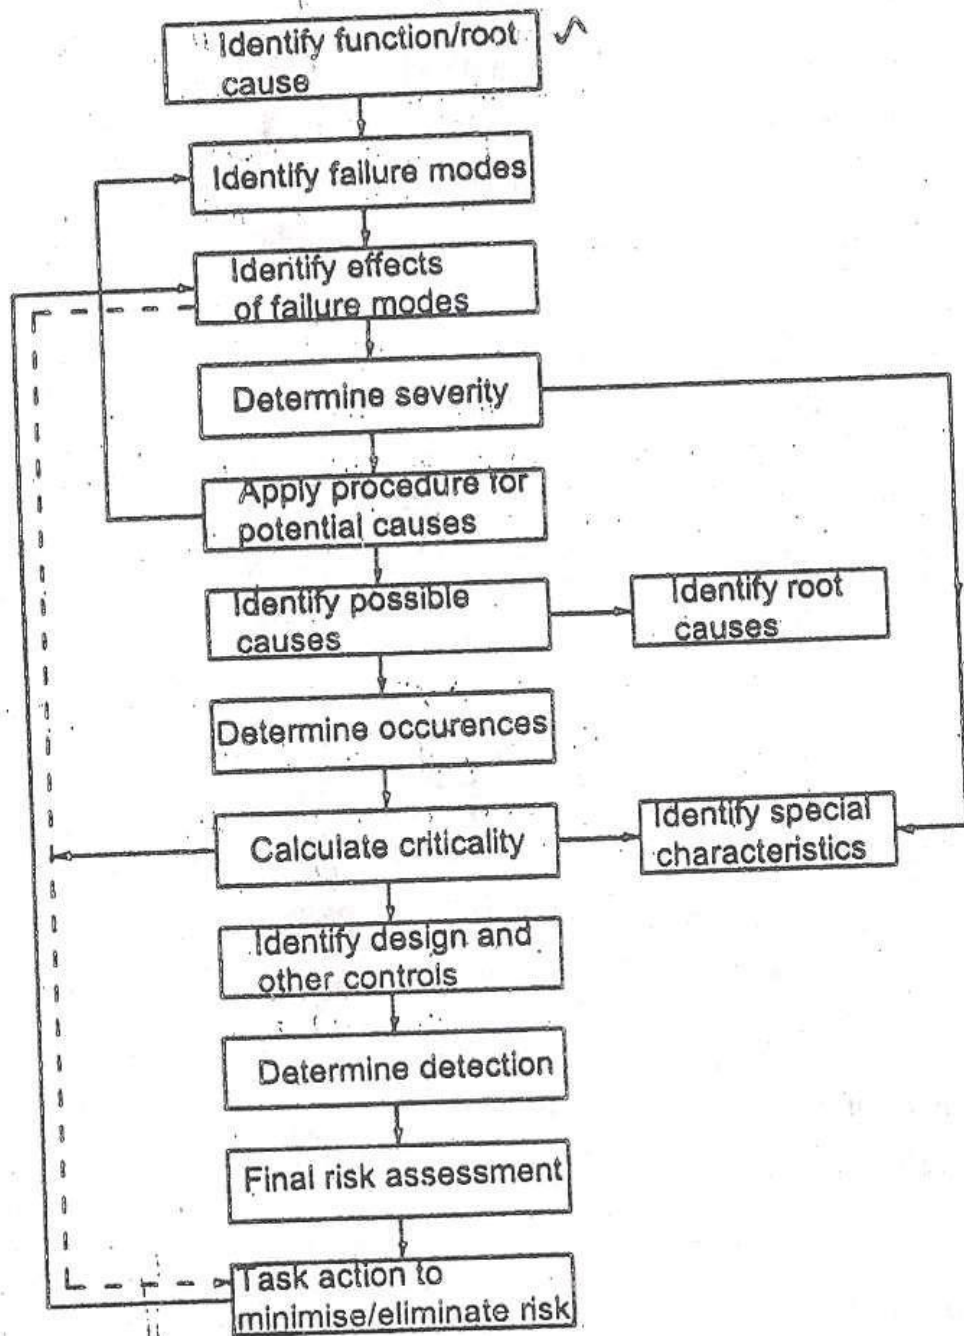 Identify function/root
cause
Identify failure modes
Identify effects
of failure modes
Determine severity
Apply procedure for
potential causes
Identify possible
causes
Identify root
causes
Determine occurences
Calculate criticality
Identify special
characteristics
Identify design and
other controls
Determine detection
Final risk assessment
Task action to
minimise/eliminate risk